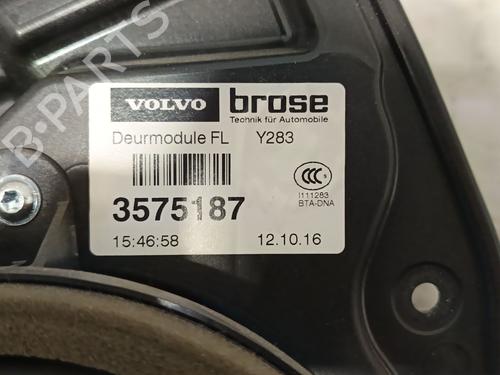 VOLVO brose
Technik für Automobile
Deurmodule FL Y283
3575187
I111283
BTA-DNA
15:46:58 12.10.16
B-PARTS